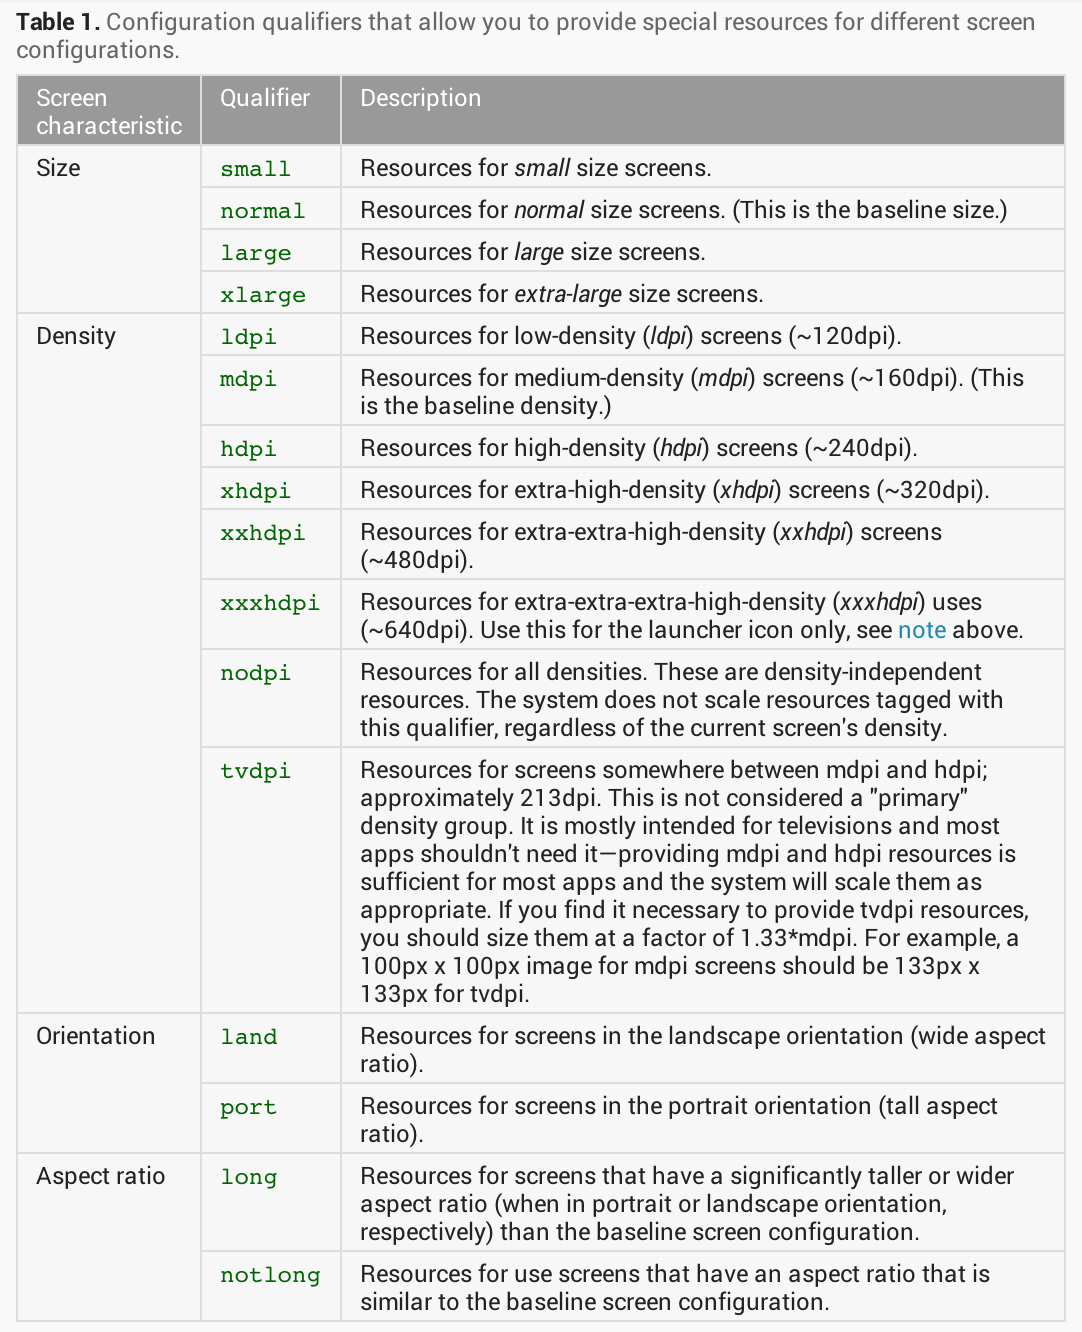 Table 1. Configuration qualifiers that allow you to provide special resources for different screen
configurations.
Screen
characteristic
Qualifier
Description
Size
small
Resources for small size screens.
normal
Resources for normal size screens. (This is the baseline size.)
large
Resources for large size screens.
xlarge
Resources for extra-large size screens.
Density
ldpi
Resources for low-density (ldpi) screens (~120dpi).
mdpi
Resources for medium-density (mdpi) screens (~160dpi). (This
is the baseline density.)
hdpi
Resources for high-density (hdpi) screens (~240dpi).
xhdpi
Resources for extra-high-density (xhdpi) screens (~320dpi).
xxhdpi
Resources for extra-extra-high-density (xxhdpi) screens
(~480dpi).
xxxhdpi
Resources for extra-extra-extra-high-density (xxxhdpi) uses
(~640dpi). Use this for the launcher icon only, see note above.
nodpi
Resources for all densities. These are density-independent
resources. The system does not scale resources tagged with
this qualifier, regardless of the current screen's density.
tvdpi
Resources for screens somewhere between mdpi and hdpi;
approximately 213dpi. This is not considered a "primary"
density group. It is mostly intended for televisions and most
apps shouldn't need it—providing mdpi and hdpi resources is
sufficient for most apps and the system will scale them as
appropriate. If you find it necessary to provide tvdpi resources,
you should size them at a factor of 1.33*mdpi. For example, a
100px x 100px image for mdpi screens should be 133px x
133px for tvdpi.
Orientation
land
Resources for screens in the landscape orientation (wide aspect
ratio).
port
Resources for screens in the portrait orientation (tall aspect
ratio).
Aspect ratio
long
Resources for screens that have a significantly taller or wider
aspect ratio (when in portrait or landscape orientation,
respectively) than the baseline screen configuration.
notlong
Resources for use screens that have an aspect ratio that is
similar to the baseline screen configuration.